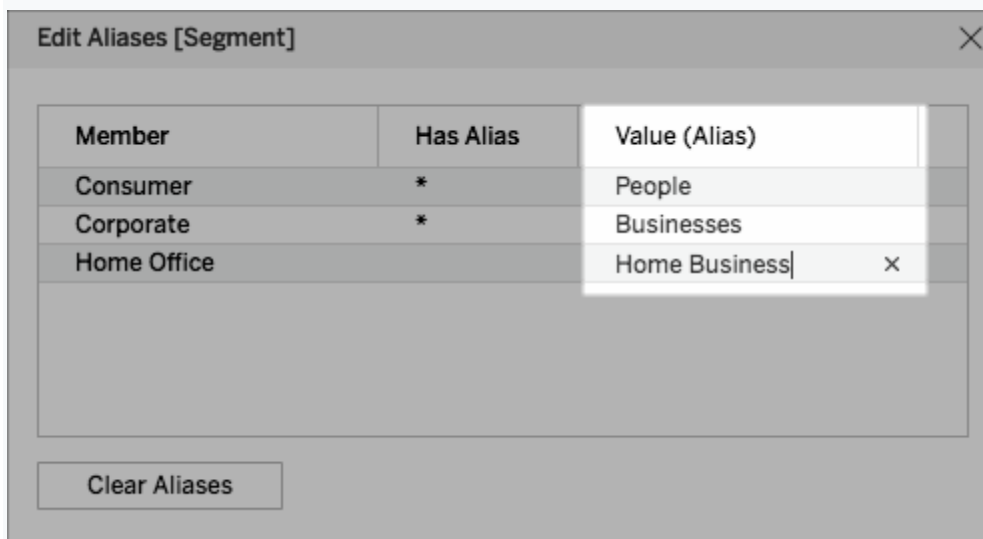 Edit Aliases [Segment]
Member Has Alias Value (Alias)
Consumer * People
Corporate * Businesses
Home Office Home Business
Clear Aliases